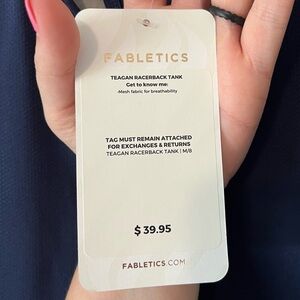 FABLETICS
TEAGAN RACERBACK TANK
Get to know me:
-Mesh fabric for breathability
TAG MUST REMAIN ATTACHED
FOR EXCHANGES & RETURNS
TEAGAN RACERBACK TANK | M/8
$ 39.95
FABLETICS.COM